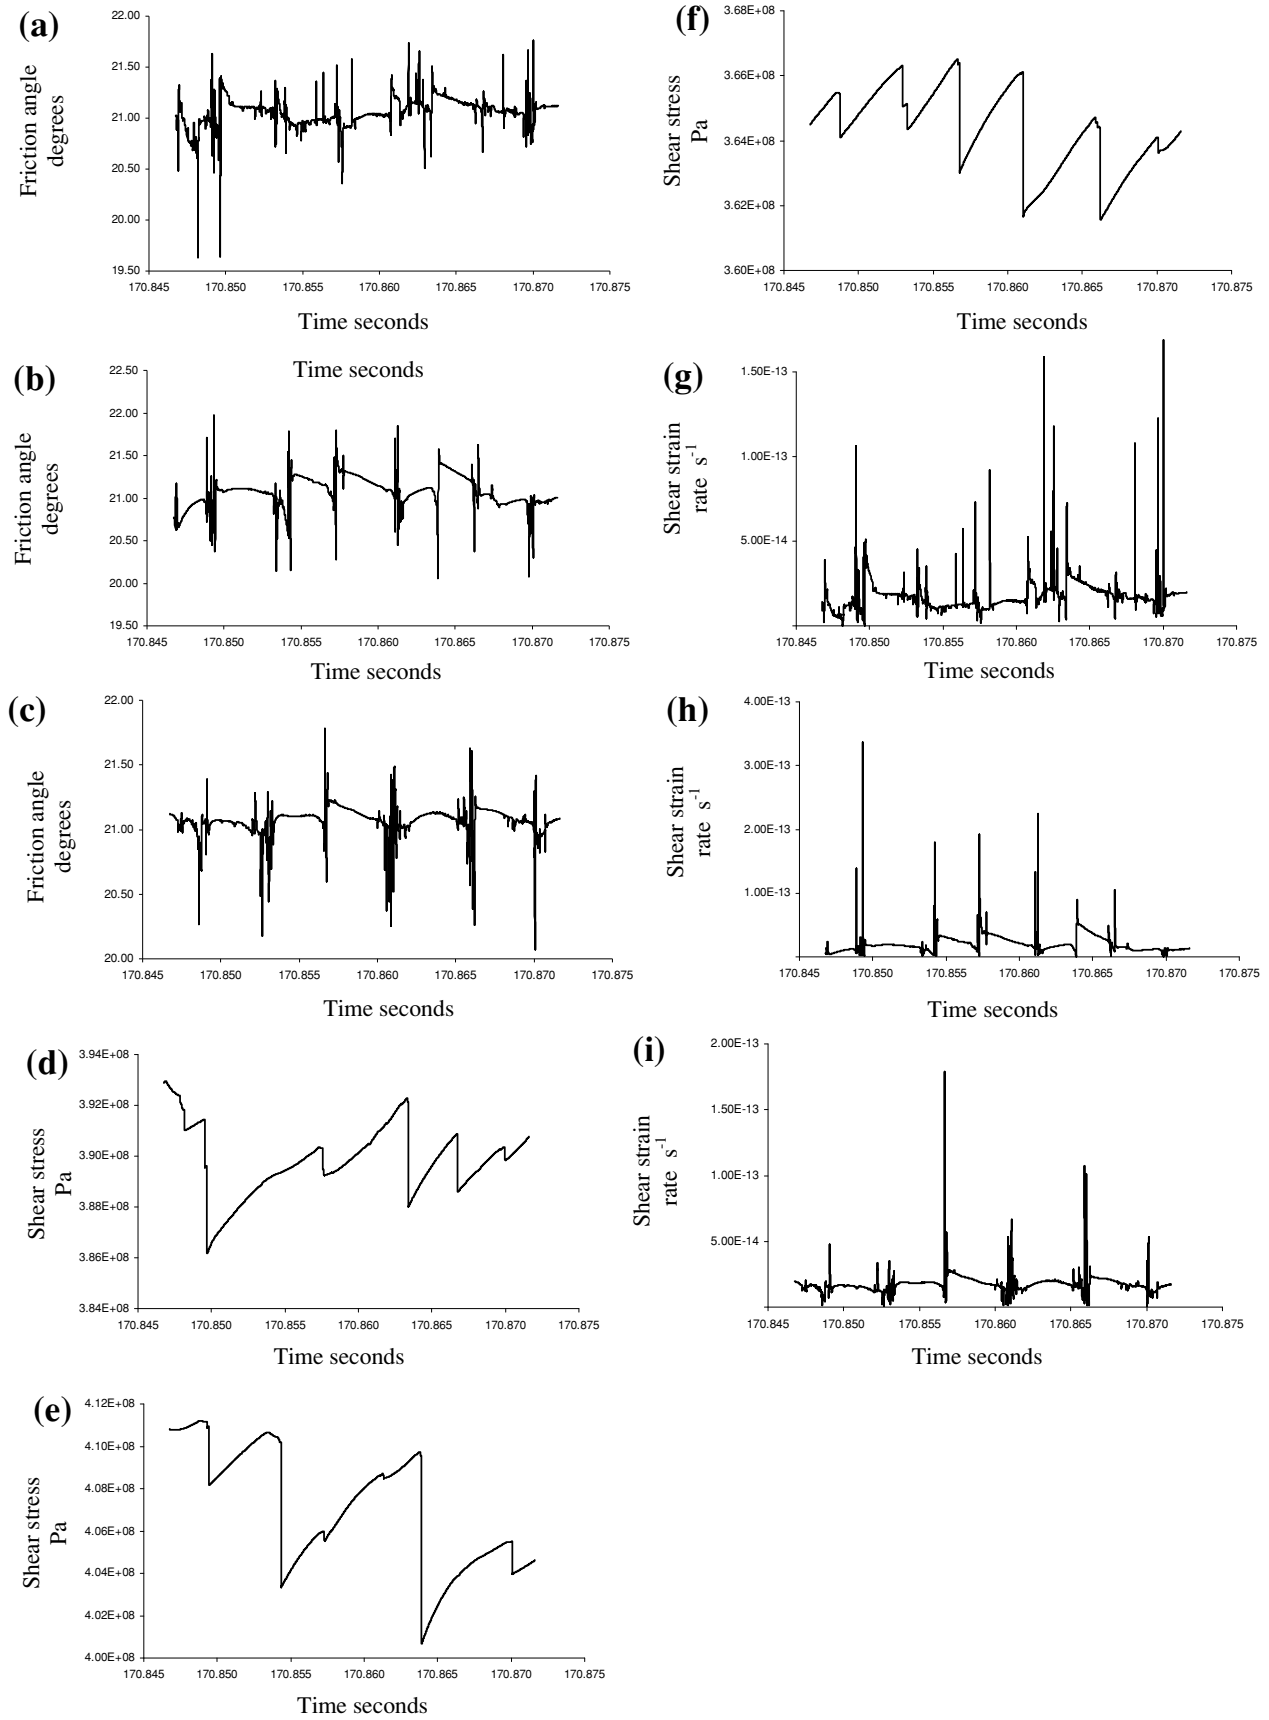 (a)
Friction angle
degrees
22.00
21.50
21.00
20.50
20.00
19.50
170.845 170.850 170.855 170.860 170.865 170.870 170.875
Time seconds
(f)
Shear stress
Pa
3.68E+08
3.66E+08
3.64E+08
3.62E+08
3.60E+08
170.845 170.850 170.855 170.860 170.865 170.870 170.875
Time seconds
(b)
Time seconds
Friction angle
degrees
22.50
22.00
21.50
21.00
20.50
20.00
19.50
170.845 170.850 170.855 170.860 170.865 170.870 170.875
Time seconds
(g)
Shear strain
rate s-1
1.50E-13
1.00E-13
5.00E-14
170.845 170.850 170.855 170.860 170.865 170.870 170.875
Time seconds
(c)
Friction angle
degrees
22.00
21.50
21.00
20.50
20.00
170.845 170.850 170.855 170.860 170.865 170.870 170.875
Time seconds
(h)
Shear strain
rate s-1
4.00E-13
3.00E-13
2.00E-13
1.00E-13
170.845 170.850 170.855 170.860 170.865 170.870 170.875
Time seconds
(d)
Shear stress
Pa
3.94E+08
3.92E+08
3.90E+08
3.88E+08
3.86E+08
3.84E+08
170.845 170.850 170.855 170.860 170.865 170.870 170.875
Time seconds
(i)
Shear strain
rate s-1
2.00E-13
1.50E-13
1.00E-13
5.00E-14
170.845 170.850 170.855 170.860 170.865 170.870 170.875
Time seconds
(e)
Shear stress
Pa
4.12E+08
4.10E+08
4.08E+08
4.06E+08
4.04E+08
4.02E+08
4.00E+08
170.845 170.850 170.855 170.860 170.865 170.870 170.875
Time seconds